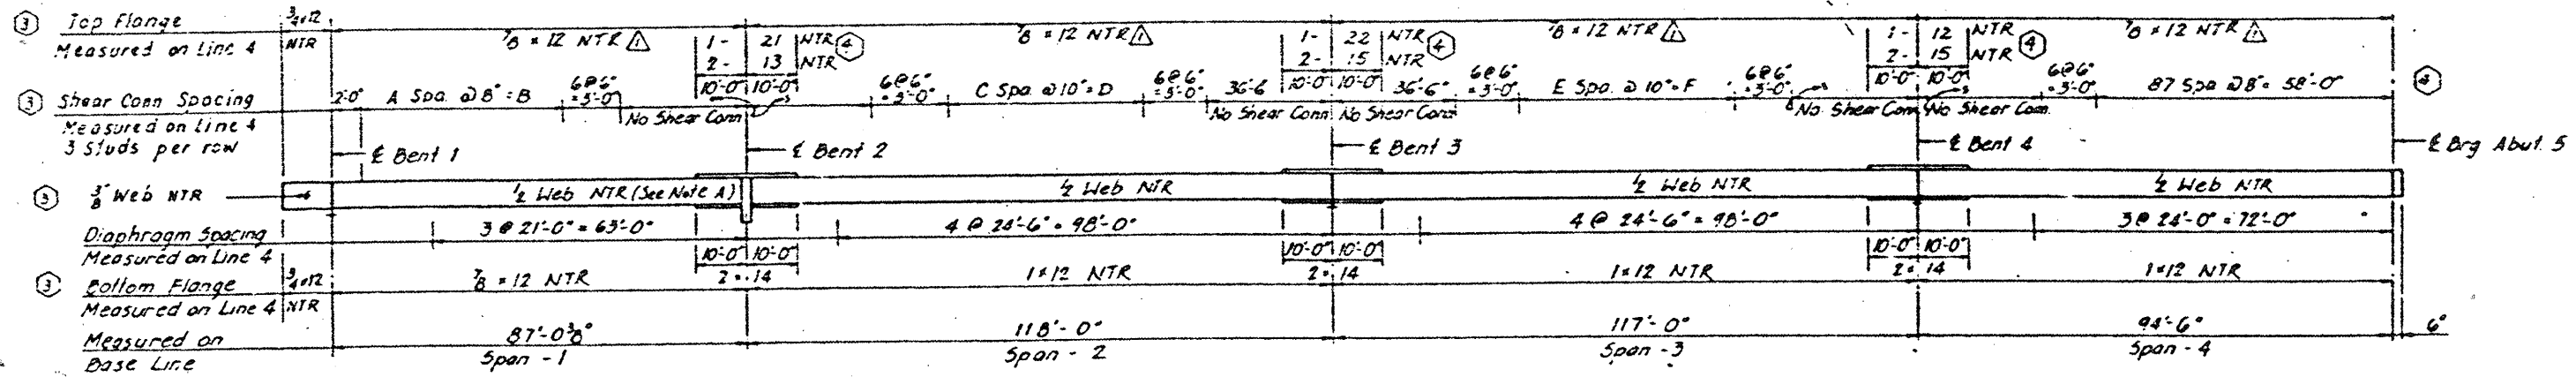 3 Top Flange 3/4x12 7/8 x 12 NTR 1 1- 21 NTR 4 7/8 x 12 NTR 1 1- 22 NTR 4 7/8 x 12 NTR 1 1- 12 NTR 4 7/8 x 12 NTR 1
Measured on Line 4 NTR 2- 13 NTR 2- 15 NTR 2- 15 NTR
3 Shear Conn Spacing 2'-0" A Spa. @ 8" = B 6@6" = 3'-0" 10'-0" 10'-0" 6@6" = 3'-0" C Spa @ 10" = D 6@6" = 3'-0" 36'-6 10'-0" 10'-0" 36'-6" 6@6" = 3'-0" E Spa. @ 10" = F 6@6" = 3'-0" 10'-0" 10'-0" 6@6" = 3'-0" 87 Spa @ 8" = 58'-0"
Measured on Line 4 No Shear Conn No Shear Conn No Shear Conn No Shear Conn No Shear Conn.
3 Studs per row
℄ Bent 1 ℄ Bent 2 ℄ Bent 3 ℄ Bent 4 ℄ Brg Abut. 5
3 3/8" Web NTR 1/2 Web NTR (See Note A) 1/2 Web NTR 1/2 Web NTR 1/2 Web NTR
Diaphragm Spacing 3 @ 21'-0" = 63'-0" 4 @ 24'-6" = 98'-0" 4 @ 24'-6" = 98'-0" 3 @ 24'-0" = 72'-0"
Measured on Line 4 10'-0" 10'-0" 10'-0" 10'-0" 10'-0" 10'-0"
3 Bottom Flange 3/4x12 7/8 x 12 NTR 2 x 14 1x12 NTR 2 x 14 1x12 NTR 2 x 14 1x12 NTR
Measured on Line 4 NTR
Measured on 87'-0 3/8" 118'-0" 117'-0" 94'-6" 6"
Base Line Span - 1 Span - 2 Span - 3 Span - 4